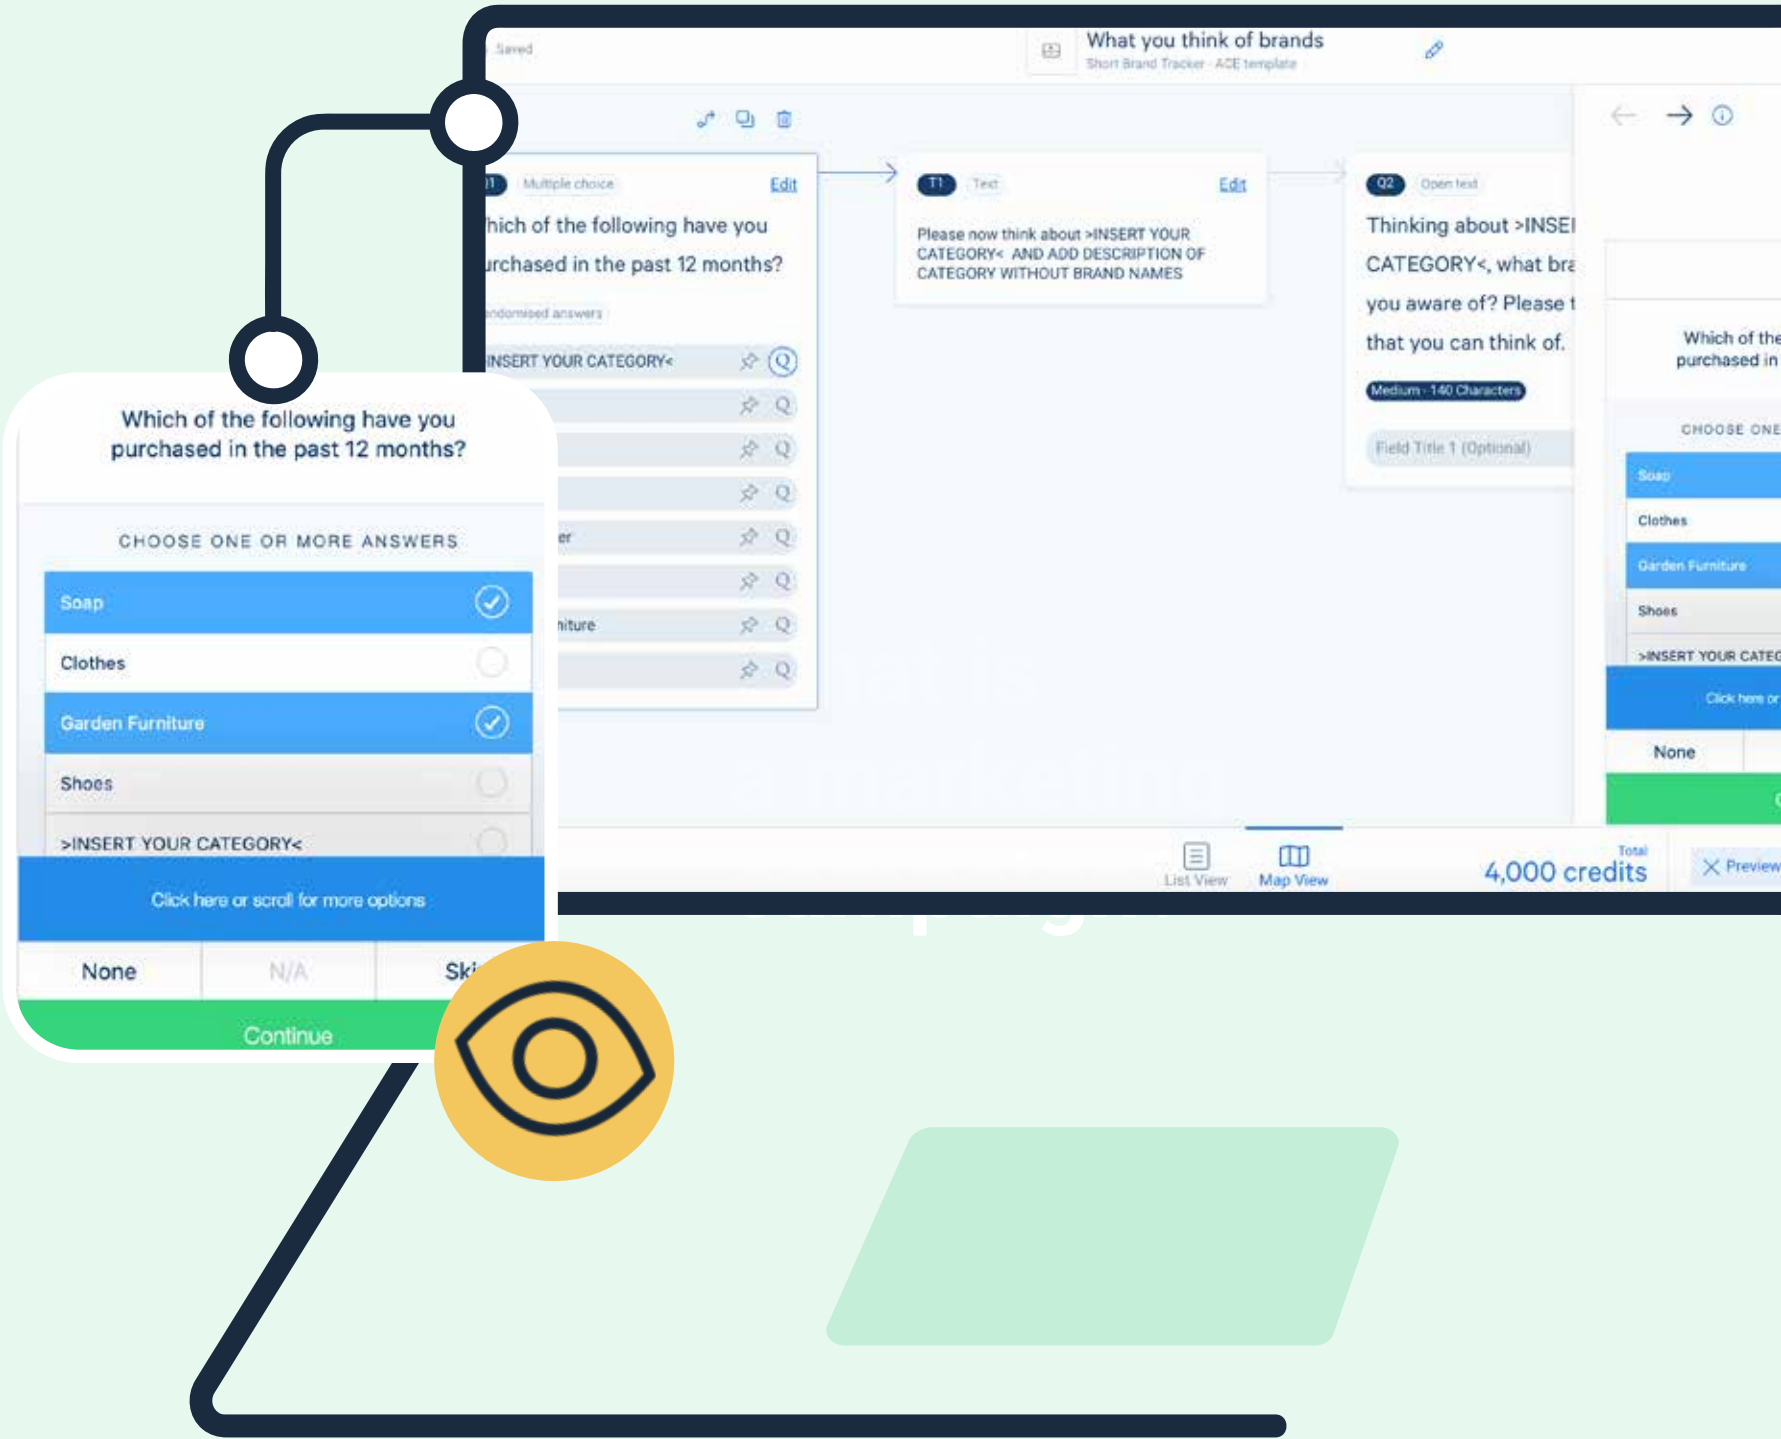 Saved
What you think of brands
Short Brand Tracker - ACE template
Multiple choice
Edit
hich of the following have you
urchased in the past 12 months?
ndomised answers
INSERT YOUR CATEGORY<
er
niture
T1 Text Edit
Please now think about >INSERT YOUR
CATEGORY< AND ADD DESCRIPTION OF
CATEGORY WITHOUT BRAND NAMES
Q2 Open text
Thinking about >INSE
CATEGORY<, what bra
you aware of? Please t
that you can think of.
Medium - 140 Characters
Field Title 1 (Optional)
Which of the
purchased in
CHOOSE ONE
Soap
Clothes
Garden Furniture
Shoes
>INSERT YOUR CATEG
Click here or
None
List View
Map View
Total
4,000 credits
Preview
Which of the following have you
purchased in the past 12 months?
CHOOSE ONE OR MORE ANSWERS
Soap
Clothes
Garden Furniture
Shoes
>INSERT YOUR CATEGORY<
Click here or scroll for more options
None N/A Ski
Continue